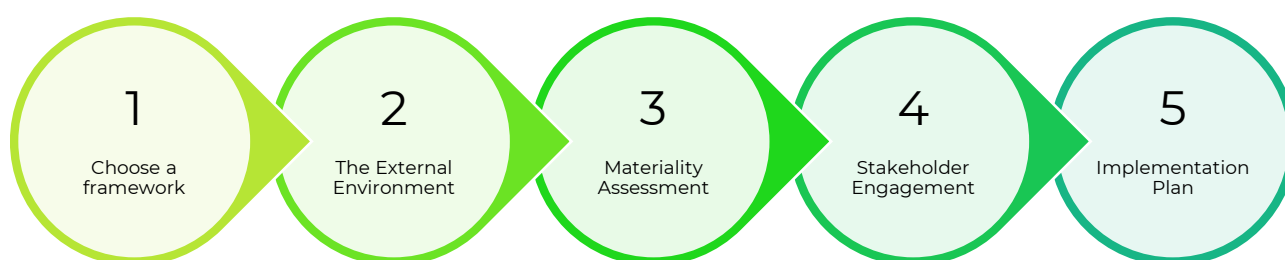 1
Choose a
framework
2
The External
Environment
3
Materiality
Assessment
4
Stakeholder
Engagement
5
Implementation
Plan